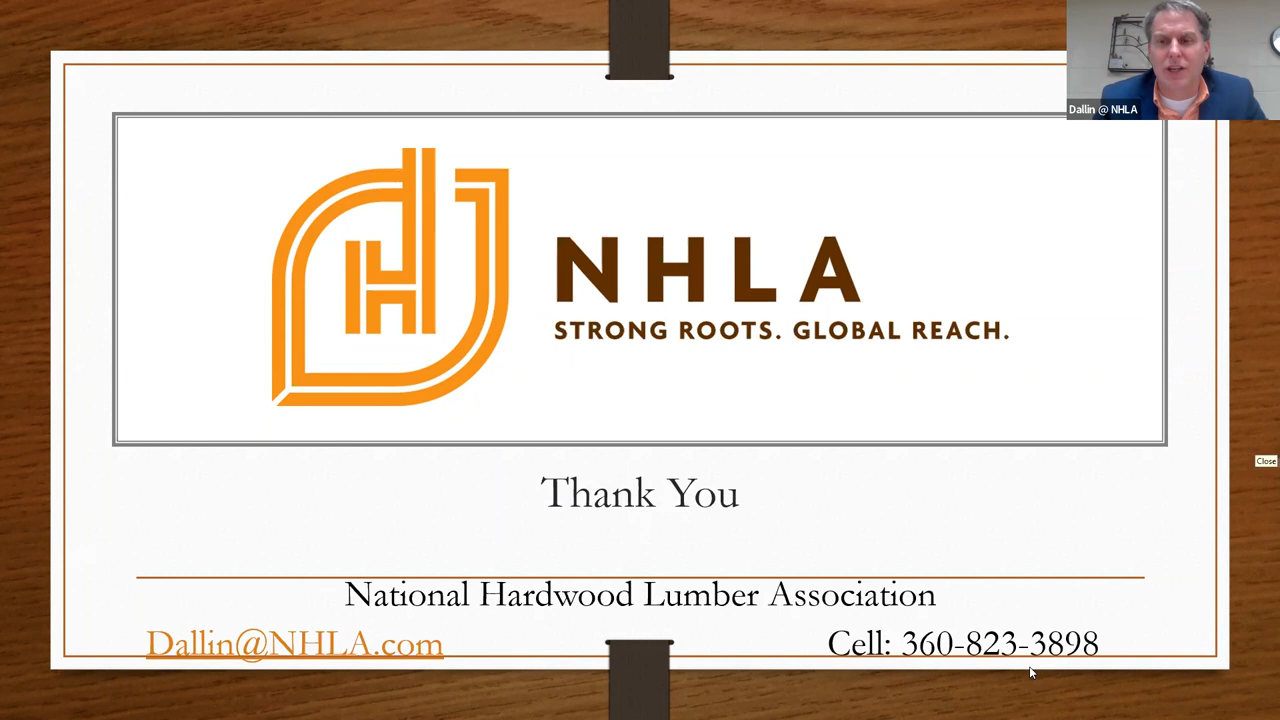 Dallin @ NHLA
NHLA
STRONG ROOTS. GLOBAL REACH.
Close
Thank You
National Hardwood Lumber Association
Dallin@NHLA.com
Cell: 360-823-3898